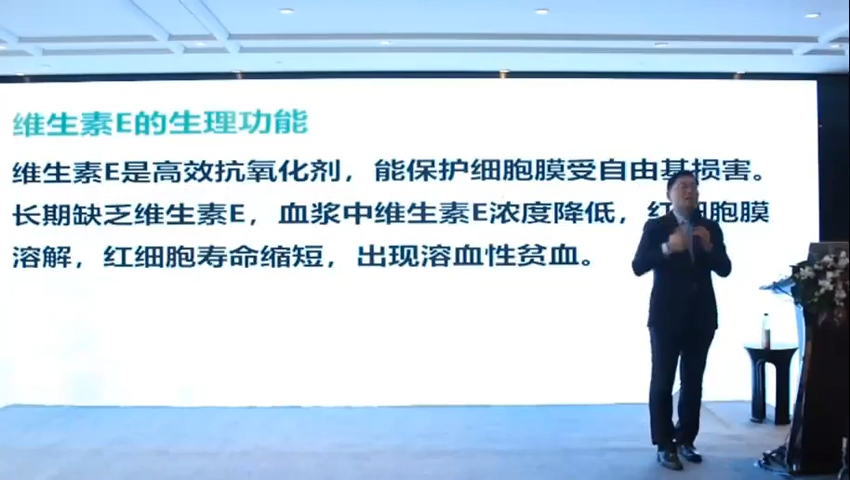 维生素E的生理功能
维生素E是高效抗氧化剂，能保护细胞膜受自由基损害。
长期缺乏维生素E，血浆中维生素E浓度降低，红细胞膜
溶解，红细胞寿命缩短，出现溶血性贫血。